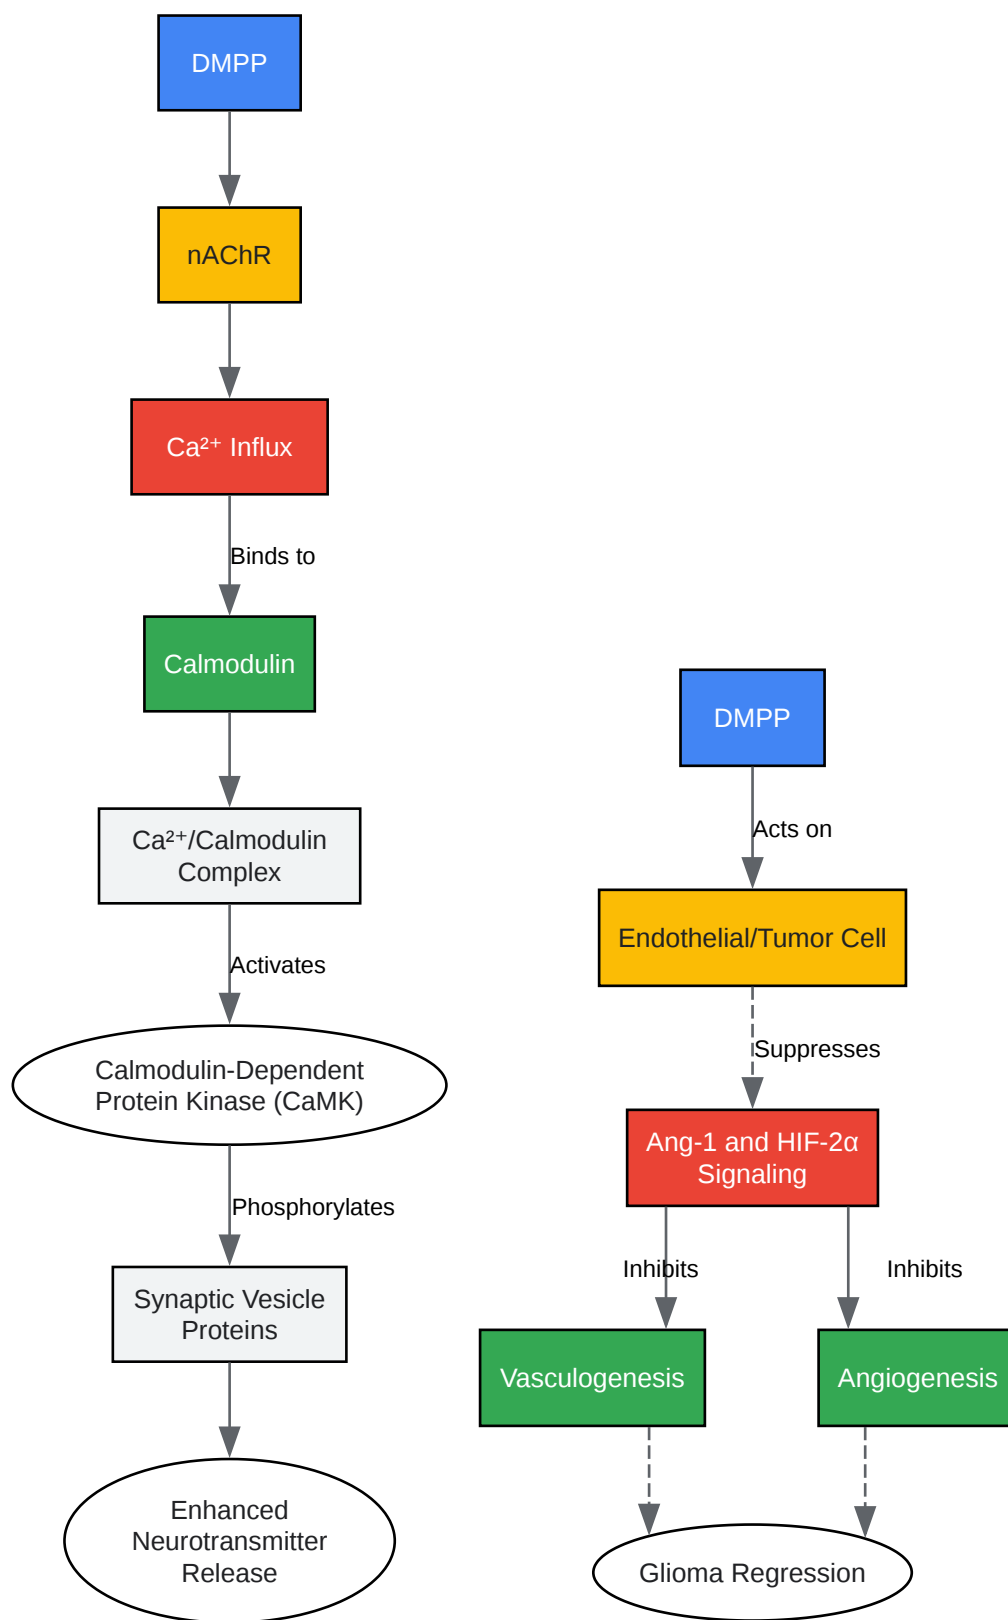 DMPP
nAChR
Ca²⁺ Influx
Binds to
Calmodulin
Ca²⁺/Calmodulin
Complex
Activates
Calmodulin-Dependent
Protein Kinase (CaMK)
Phosphorylates
Synaptic Vesicle
Proteins
Enhanced
Neurotransmitter
Release
DMPP
Acts on
Endothelial/Tumor Cell
Suppresses
Ang-1 and HIF-2α
Signaling
Inhibits
Inhibits
Vasculogenesis
Angiogenesis
Glioma Regression